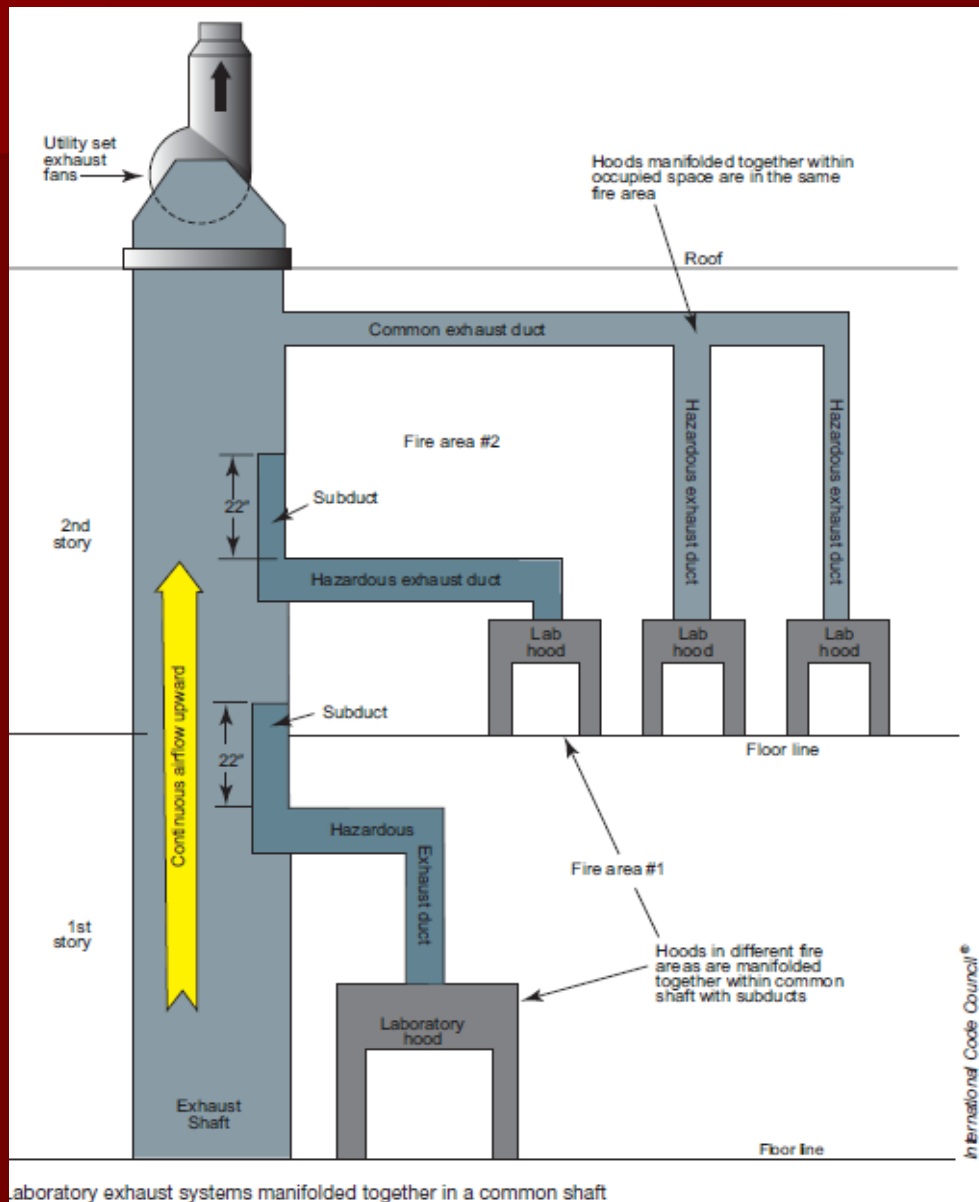 Utility set
exhaust
fans
Hoods manifolded together within
occupied space are in the same
fire area
Roof
Common exhaust duct
Hazardous exhaust duct
Hazardous exhaust duct
Fire area #2
22"
Subduct
2nd
story
Hazardous exhaust duct
Lab
hood
Lab
hood
Lab
hood
Continuous airflow upward
Subduct
22"
Floor line
Hazardous
Exhaust duct
Fire area #1
1st
story
Hoods in different fire
areas are manifolded
together within common
shaft with subducts
Laboratory
hood
Exhaust
Shaft
Floor line
International Code Council®
aboratory exhaust systems manifolded together in a common shaft